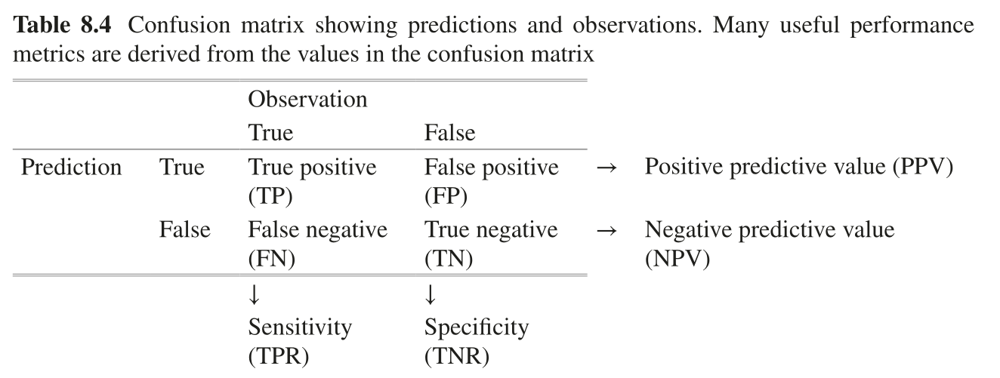 Table 8.4 Confusion matrix showing predictions and observations. Many useful performance
metrics are derived from the values in the confusion matrix
Observation
True False
Prediction True True positive False positive → Positive predictive value (PPV)
(TP) (FP)
False False negative True negative → Negative predictive value
(FN) (TN) (NPV)
↓ ↓
Sensitivity Specificity
(TPR) (TNR)